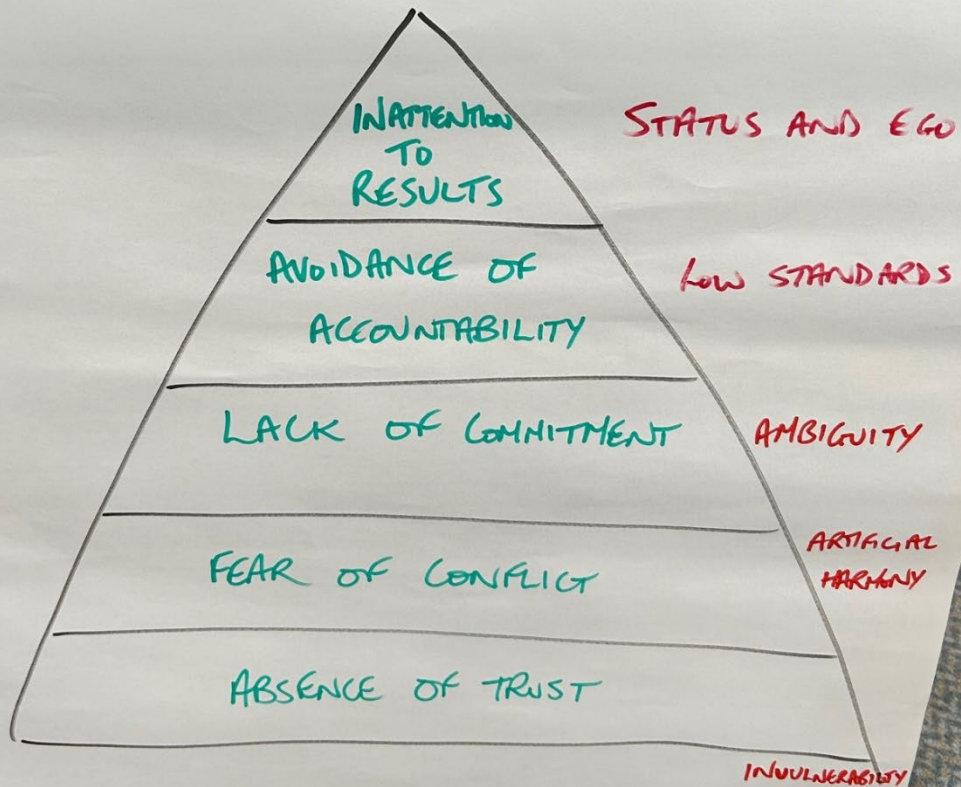 INATTENTION
TO
RESULTS
STATUS AND EGO
AVOIDANCE OF
ACCOUNTABILITY
LOW STANDARDS
LACK OF COMMITMENT
AMBIGUITY
FEAR OF CONFLICT
ARTIFICIAL
HARMONY
ABSENCE OF TRUST
INVULNERABILITY